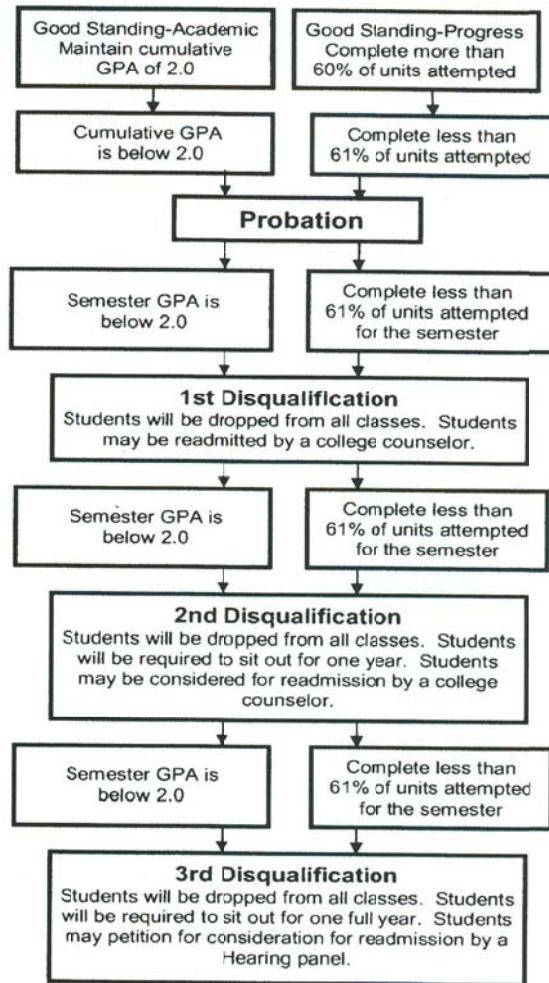 Good Standing-Academic
Maintain cumulative
GPA of 2.0
Good Standing-Progress
Complete more than
60% of units attempted
Cumulative GPA
is below 2.0
Complete less than
61% of units attempted
Probation
Semester GPA is
below 2.0
Complete less than
61% of units attempted
for the semester
1st Disqualification
Students will be dropped from all classes. Students
may be readmitted by a college counselor.
Semester GPA is
below 2.0
Complete less than
61% of units attempted
for the semester
2nd Disqualification
Students will be dropped from all classes. Students
will be required to sit out for one year. Students
may be considered for readmission by a college
counselor.
Semester GPA is
below 2.0
Complete less than
61% of units attempted
for the semester
3rd Disqualification
Students will be dropped from all classes. Students
will be required to sit out for one full year. Students
may petition for consideration for readmission by a
Hearing panel.